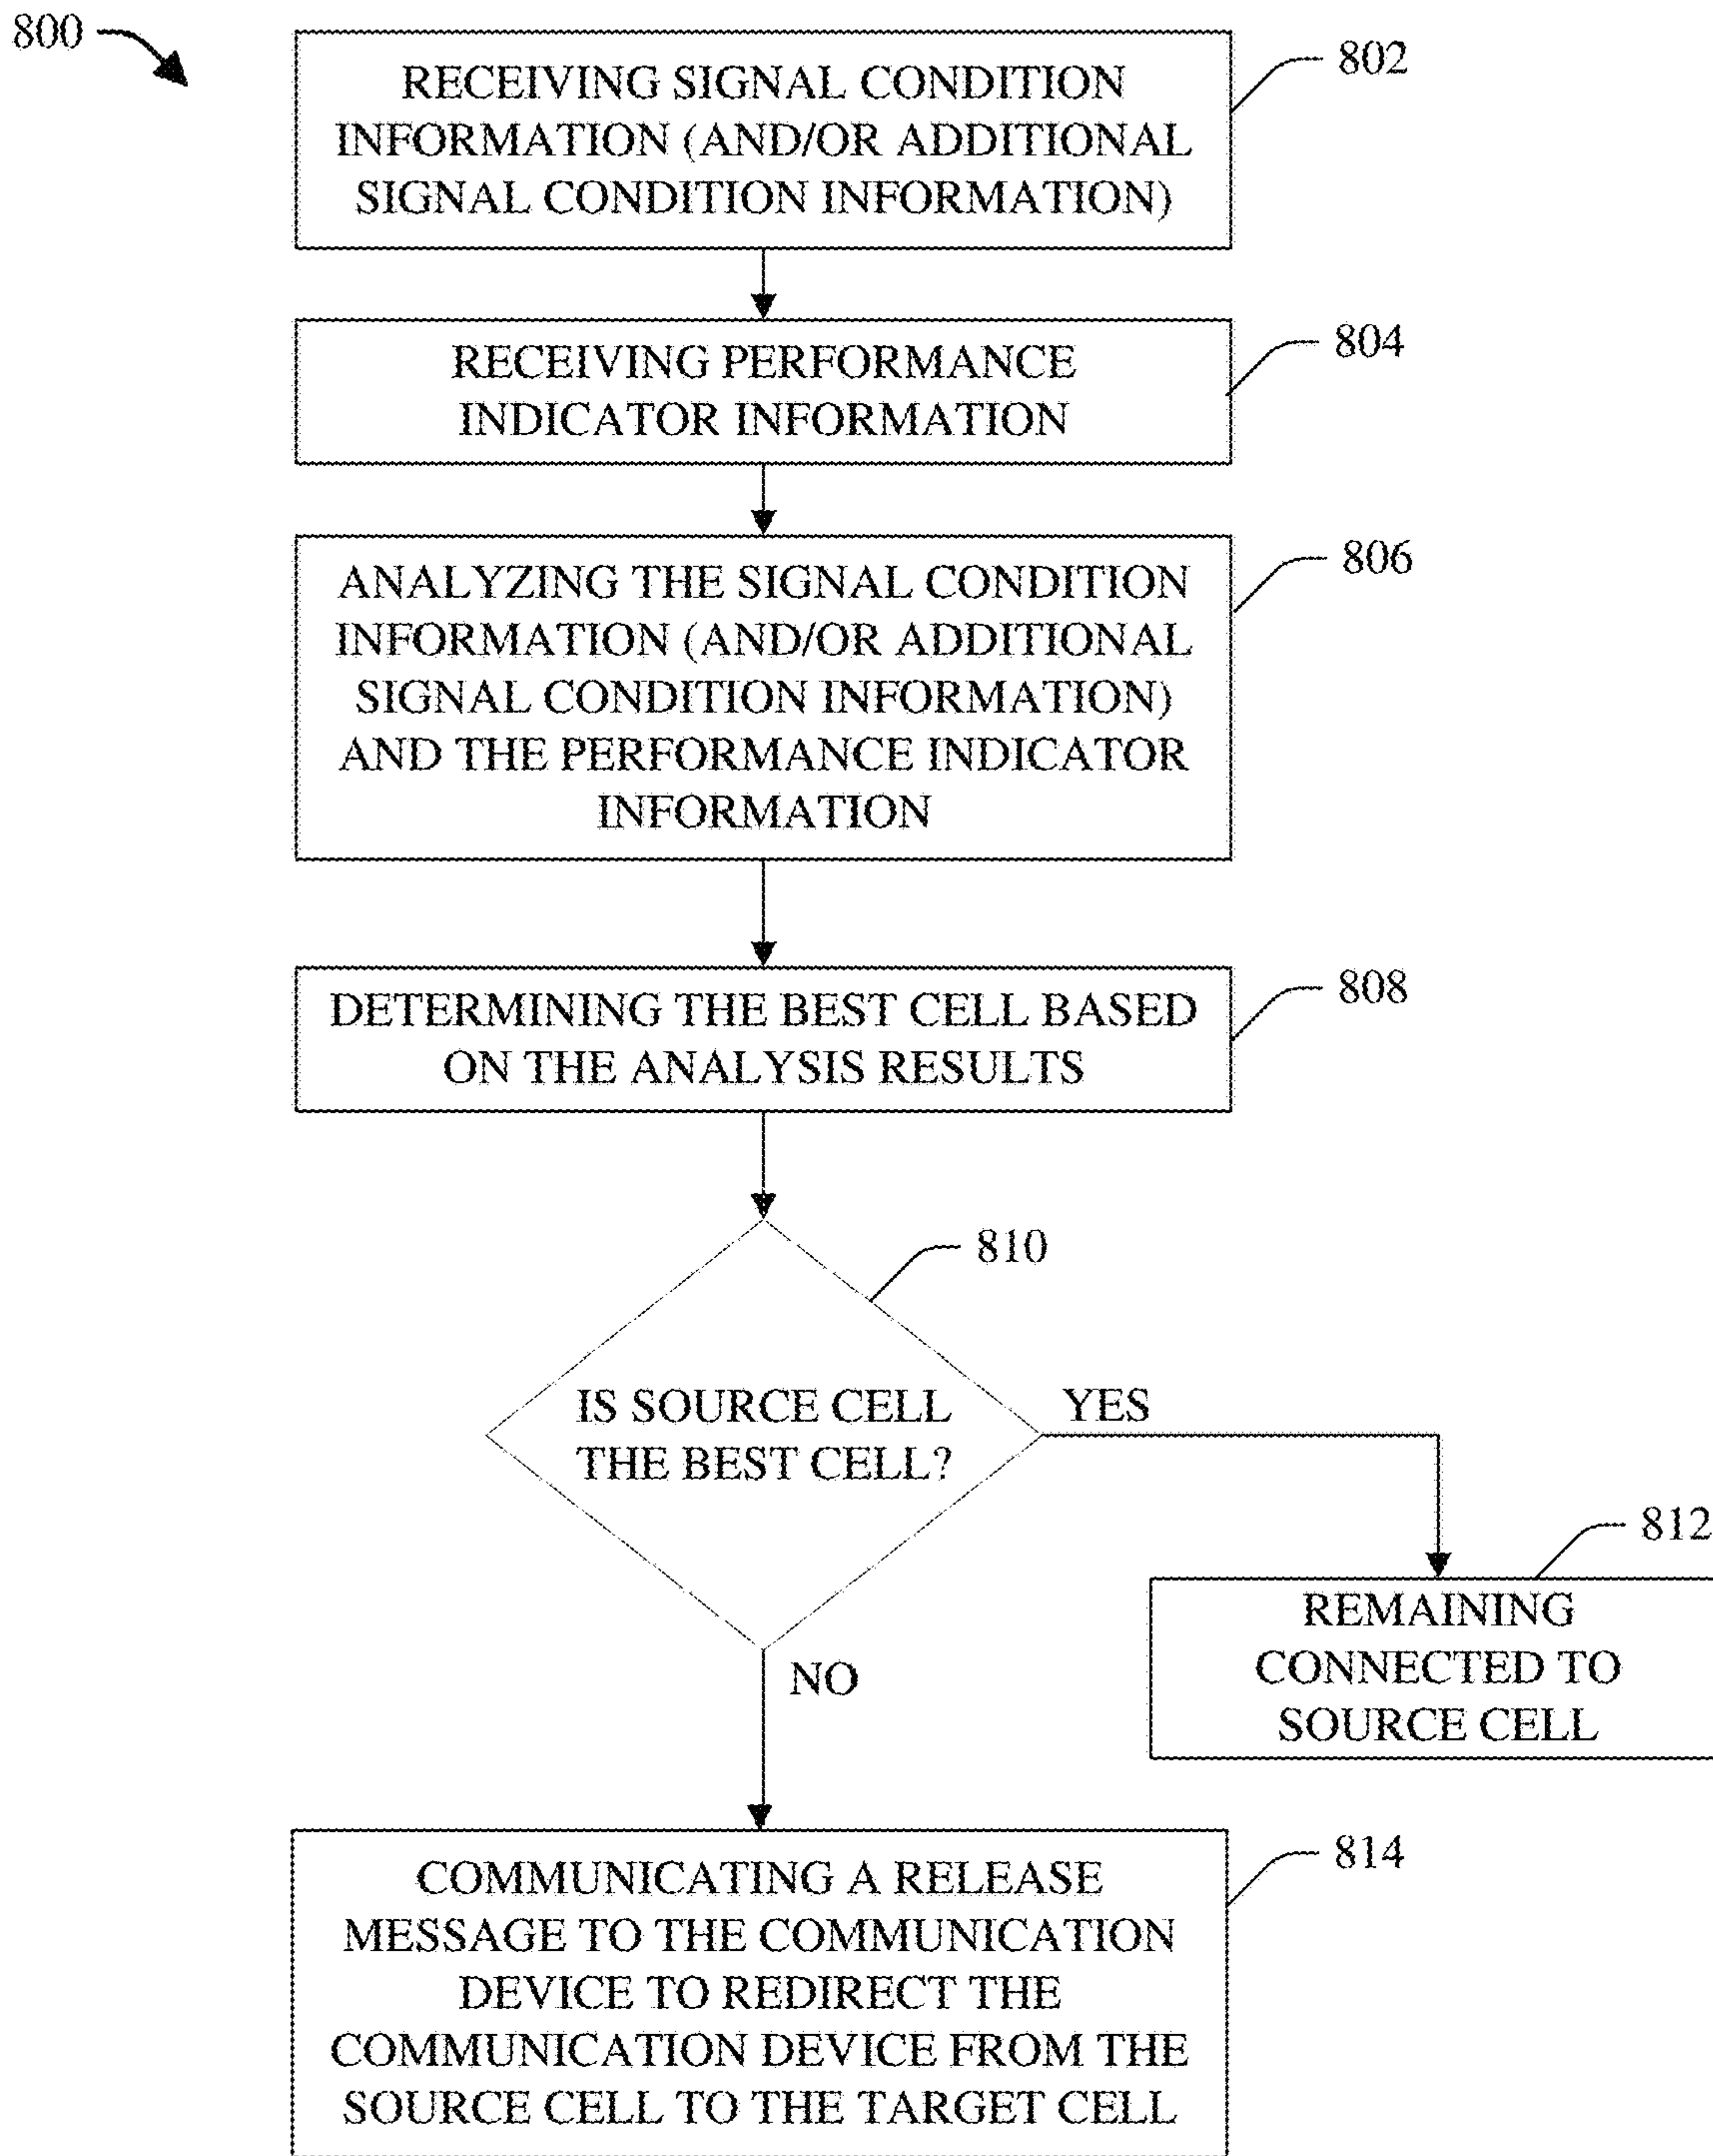 800
RECEIVING SIGNAL CONDITION
INFORMATION (AND/OR ADDITIONAL
SIGNAL CONDITION INFORMATION)
802
RECEIVING PERFORMANCE
INDICATOR INFORMATION
804
ANALYZING THE SIGNAL CONDITION
INFORMATION (AND/OR ADDITIONAL
SIGNAL CONDITION INFORMATION)
AND THE PERFORMANCE INDICATOR
INFORMATION
806
DETERMINING THE BEST CELL BASED
ON THE ANALYSIS RESULTS
808
810
IS SOURCE CELL
THE BEST CELL?
YES
812
REMAINING
CONNECTED TO
SOURCE CELL
NO
COMMUNICATING A RELEASE
MESSAGE TO THE COMMUNICATION
DEVICE TO REDIRECT THE
COMMUNICATION DEVICE FROM THE
SOURCE CELL TO THE TARGET CELL
814